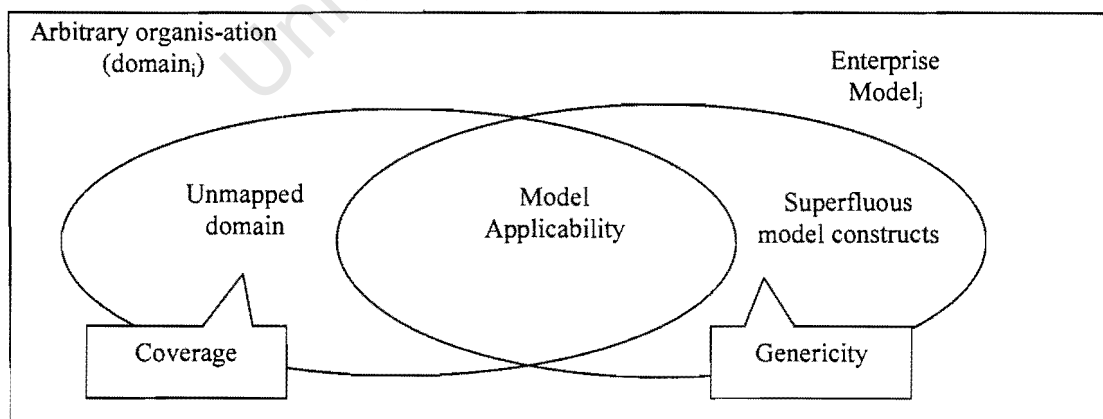 Arbitrary organis-ation
(domainᵢ)
Enterprise
Modelⱼ
Unmapped
domain
Model
Applicability
Superfluous
model constructs
Coverage
Genericity